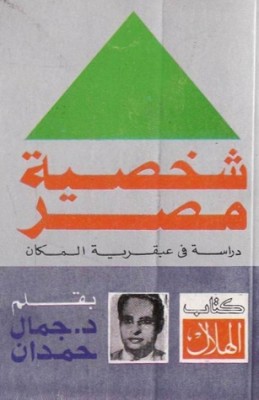 شخصية
مصر
دراسة في عبقرية المكان
بقلم
د.جمال
حمدان
كتاب
الهلال